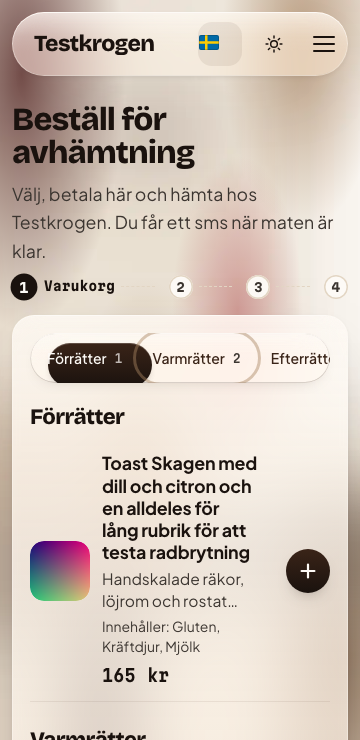 Testkrogen
Beställ för
avhämtning
Välj, betala här och hämta hos
Testkrogen. Du får ett sms när maten är
klar.
1 Varukorg 2 3 4
Förrätter 1 Varmrätter 2 Efterrätte
Förrätter
Toast Skagen med
dill och citron och
en alldeles för
lång rubrik för att
testa radbrytning
Handskalade räkor,
löjrom och rostat…
Innehåller: Gluten,
Kräftdjur, Mjölk
165 kr
Varmrätter